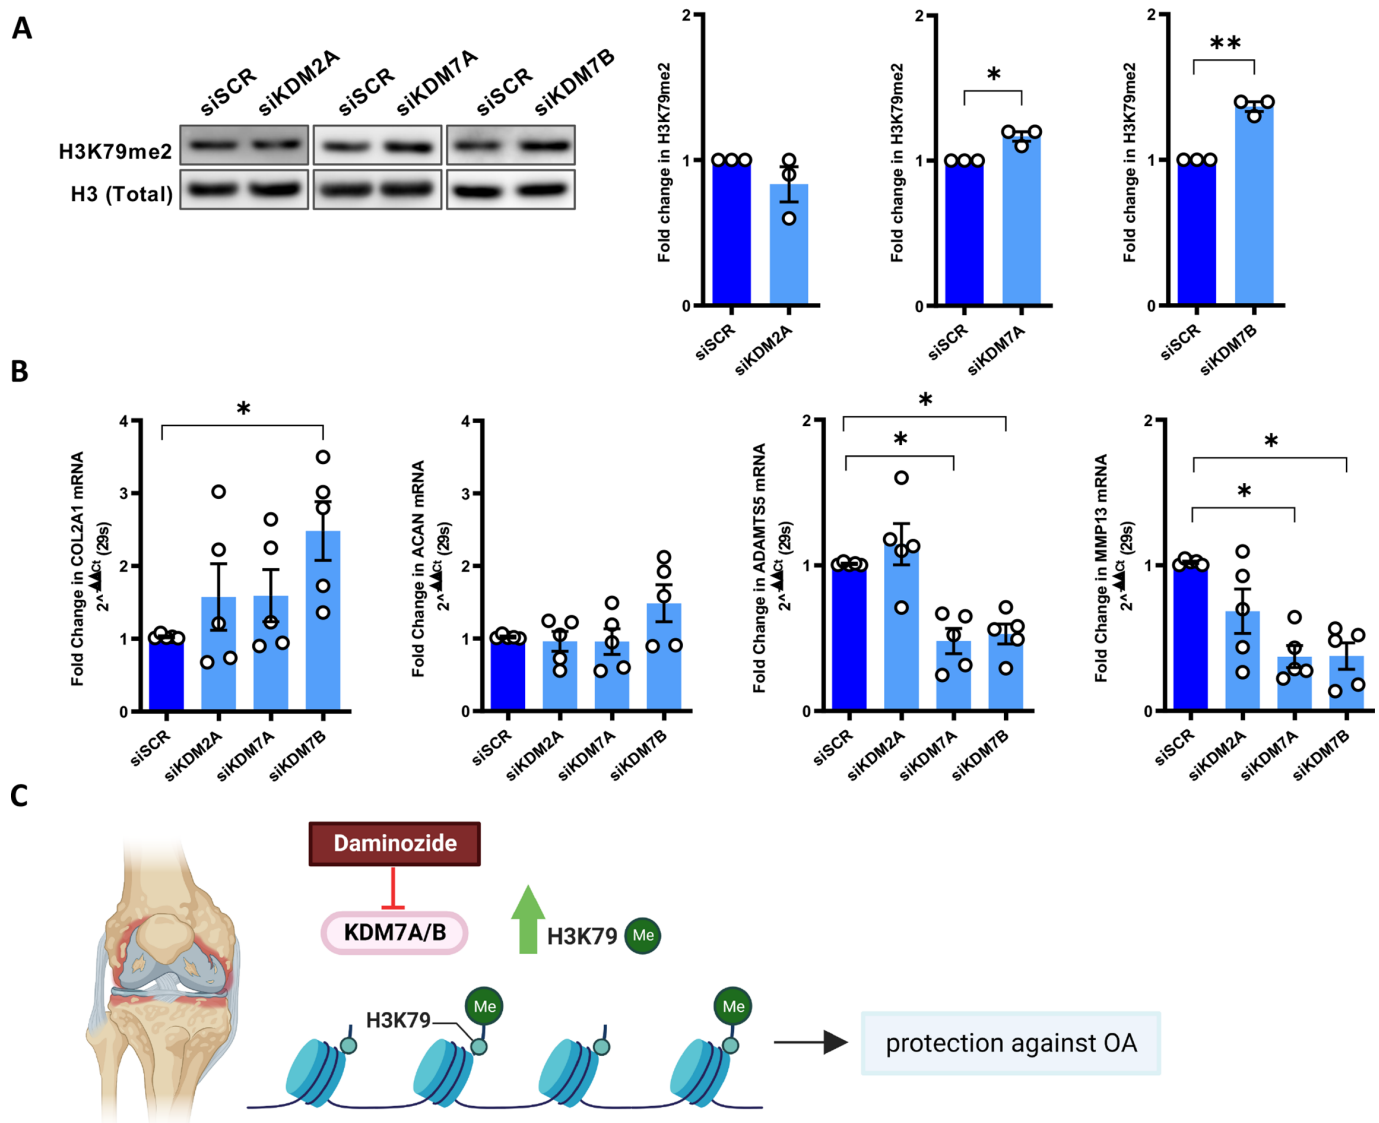 A
siSCR
siKDM2A
siSCR
siKDM7A
siSCR
siKDM7B
H3K79me2
H3 (Total)
Fold change in H3K79me2
2
1
0
siSCR
siKDM2A
Fold change in H3K79me2
2
1
0
*
siSCR
siKDM7A
Fold change in H3K79me2
2
1
0
**
siSCR
siKDM7B
B
Fold Change in COL2A1 mRNA
2^-▲▲Ct (29s)
4
3
2
1
0
*
siSCR
siKDM2A
siKDM7A
siKDM7B
Fold Change in ACAN mRNA
2^-▲▲Ct (29s)
4
3
2
1
0
siSCR
siKDM2A
siKDM7A
siKDM7B
Fold Change in ADAMTS5 mRNA
2^-▲▲Ct (29s)
2
1
0
*
*
siSCR
siKDM2A
siKDM7A
siKDM7B
Fold Change in MMP13 mRNA
2^-▲▲Ct (29s)
2
1
0
*
*
siSCR
siKDM2A
siKDM7A
siKDM7B
C
Daminozide
KDM7A/B
H3K79 Me
H3K79
Me
Me
protection against OA